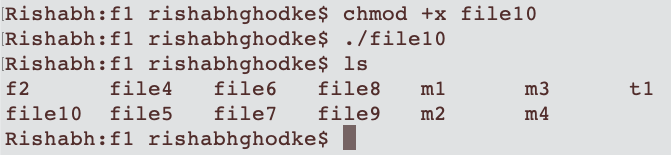 Rishabh:f1 rishabhghodke$ chmod +x file10
Rishabh:f1 rishabhghodke$ ./file10
Rishabh:f1 rishabhghodke$ ls
f2 file4 file6 file8 m1 m3 t1
file10 file5 file7 file9 m2 m4
Rishabh:f1 rishabhghodke$